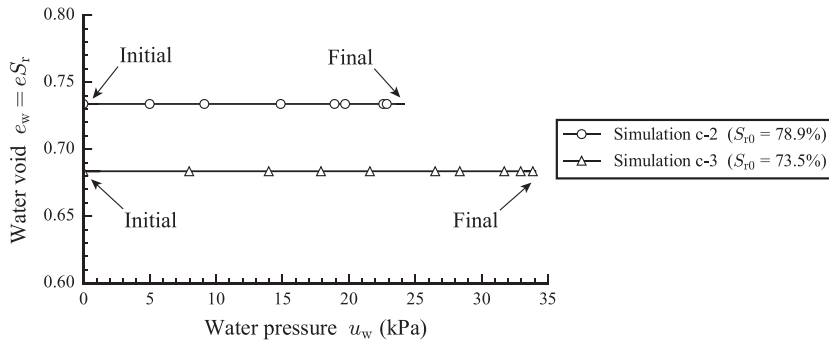 0.80
0.75
0.70
0.65
0.60
Water void e_w = eS_r
Initial
Final
Initial
Final
0 5 10 15 20 25 30 35
Water pressure u_w (kPa)
Simulation c-2 (S_r0 = 78.9%)
Simulation c-3 (S_r0 = 73.5%)